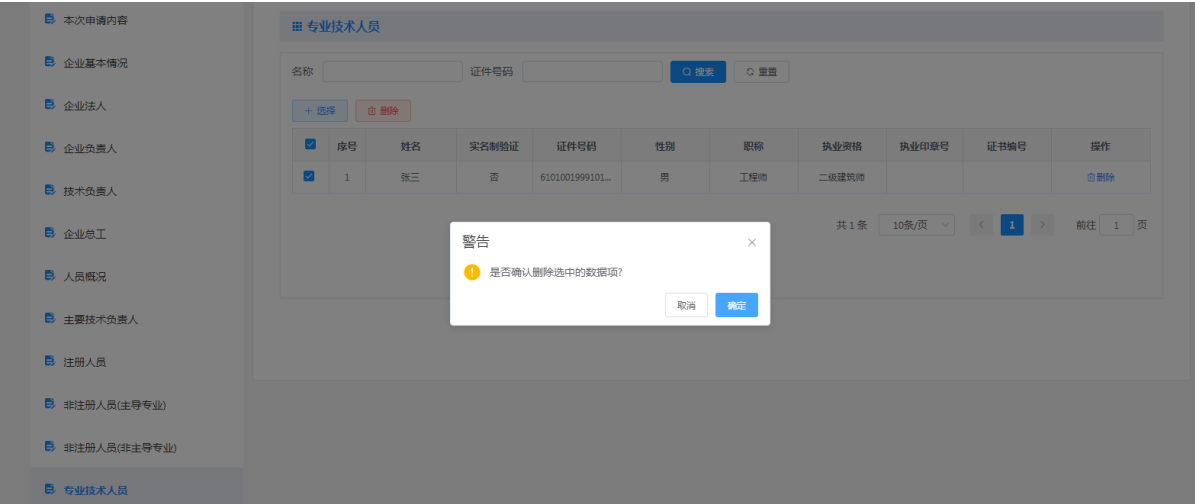 本次申请内容
企业基本情况
企业法人
企业负责人
技术负责人
企业总工
人员概况
主要技术负责人
注册人员
非注册人员(主导专业)
非注册人员(非主导专业)
专业技术人员
专业技术人员
名称 证件号码 搜索 重置
+ 选择 删除
序号 姓名 实名制验证 证件号码 性别 职称 执业资格 执业印章号 证书编号 操作
1 张三 否 6101001999101... 男 工程师 二级建筑师 删除
共 1 条 10条/页 < 1 > 前往 1 页
警告
是否确认删除选中的数据项?
取消 确定